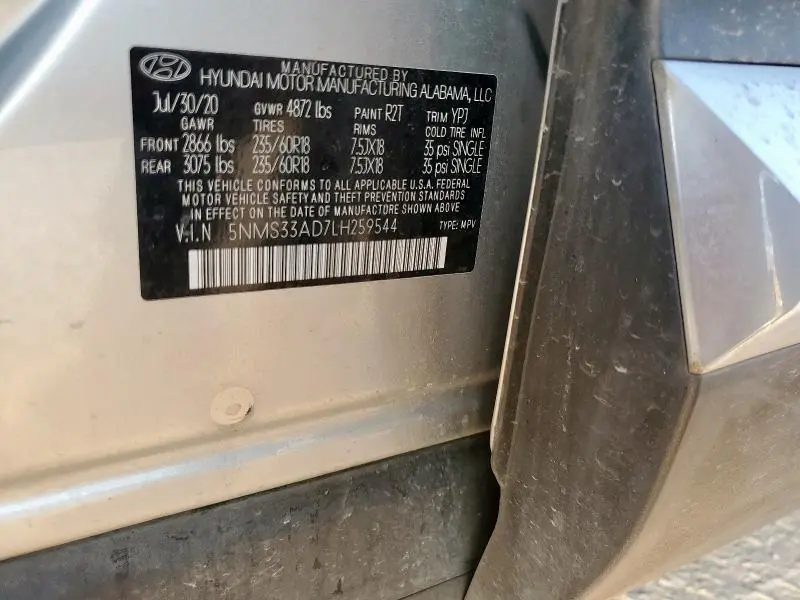 MANUFACTURED BY
HYUNDAI MOTOR MANUFACTURING ALABAMA, LLC
Jul/30/20 GVWR 4872 lbs PAINT R2T TRIM YPJ
GAWR TIRES RIMS COLD TIRE INFL
FRONT 2866 lbs 235/60R18 7.5JX18 35 psi SINGLE
REAR 3075 lbs 235/60R18 7.5JX18 35 psi SINGLE
THIS VEHICLE CONFORMS TO ALL APPLICABLE U.S.A. FEDERAL
MOTOR VEHICLE SAFETY AND THEFT PREVENTION STANDARDS
IN EFFECT ON THE DATE OF MANUFACTURE SHOWN ABOVE
V.I.N 5NMS33AD7LH259544 TYPE: MPV